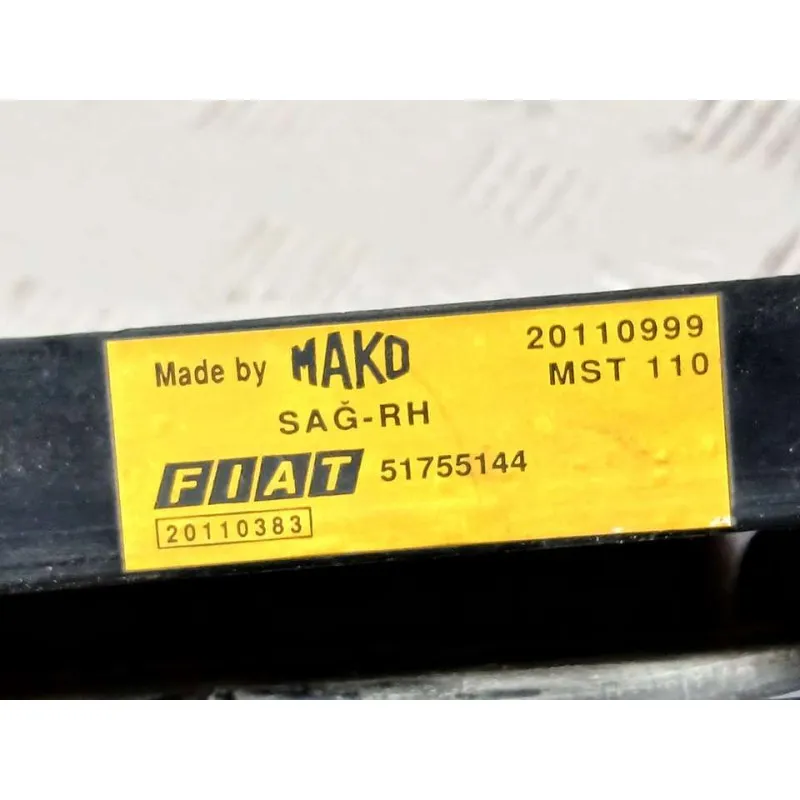 Made by MAKO 20110999
MST 110
SAĞ-RH
FIAT 51755144
20110383